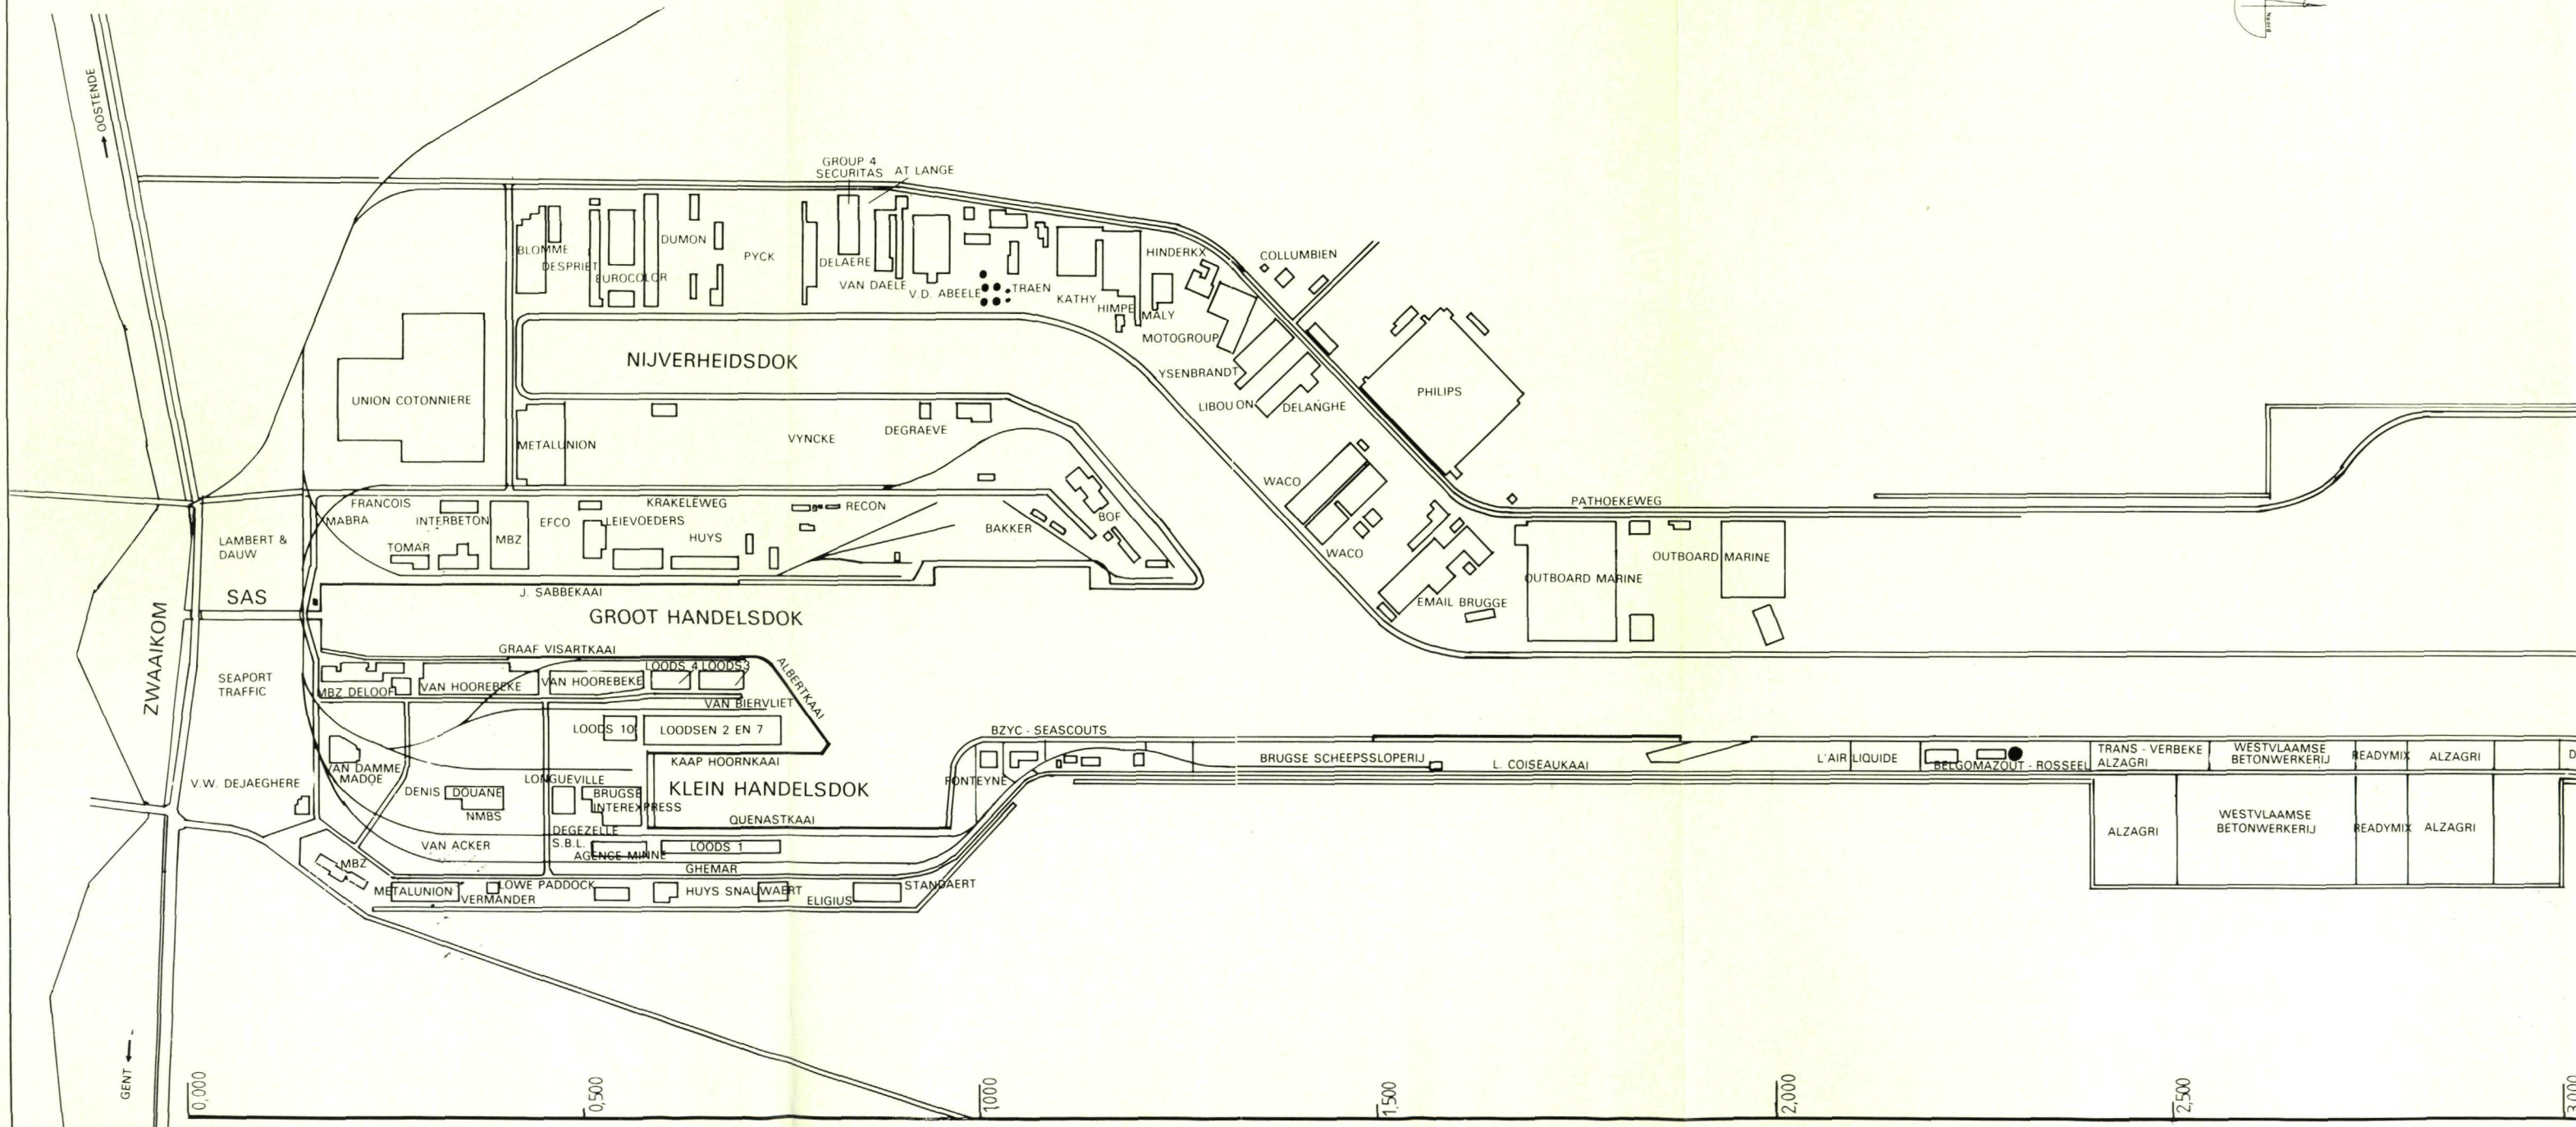 Noord
OOSTENDE
GROUP 4
SECURITAS
AT LANGE
BLOMME
DESPRIET
EUROCOLOR
DUMON
PYCK
DELAERE
VAN DAELE
V.D. ABEELE
TRAEN
KATHY
HIMPE
MALY
HINDERKX
COLLUMBIEN
MOTOGROUP
YSENBRANDT
LIBOUON
DELANGHE
PHILIPS
NIJVERHEIDSDOK
UNION COTONNIERE
METALUNION
VYNCKE
DEGRAEVE
WACO
WACO
PATHOEKEWEG
FRANCOIS
MABRA
INTERBETON
TOMAR
MBZ
EFCO
LEIEVOEDERS
KRAKELEWEG
HUYS
RECON
BAKKER
BOF
LAMBERT &
DAUW
SAS
ZWAAIKOM
J. SABBEKAAI
GROOT HANDELSDOK
EMAIL BRUGGE
OUTBOARD MARINE
OUTBOARD MARINE
GRAAF VISARTKAAI
SEAPORT
TRAFFIC
MBZ DELOOF
VAN HOOREBEKE
VAN HOOREBEKE
LOODS 4
LOODS3
ALBERTKAAI
VAN BIERVLIET
LOODS 10
LOODSEN 2 EN 7
KAAP HOORNKAAI
KLEIN HANDELSDOK
QUENASTKAAI
V.W. DEJAEGHERE
VAN DAMME
MADOE
DENIS
DOUANE
NMBS
LONGUEVILLE
BRUGSE
INTEREXPRESS
DEGEZELLE
S.B.L.
AGENCE MINNE
LOODS 1
VAN ACKER
GHEMAR
MBZ
METALUNION
LOWE PADDOCK
VERMANDER
HUYS SNAUWAERT
ELIGIUS
STANDAERT
BZYC - SEASCOUTS
FONTEYNE
BRUGSE SCHEEPSSLOPERIJ
L. COISEAUKAAI
L'AIR LIQUIDE
BELGOMAZOUT - ROSSEEL
TRANS - VERBEKE
ALZAGRI
WESTVLAAMSE
BETONWERKERIJ
READYMIX
ALZAGRI
D
ALZAGRI
WESTVLAAMSE
BETONWERKERIJ
READYMIX
ALZAGRI
GENT
0,000
0,500
1,000
1,500
2,000
2,500
3,000